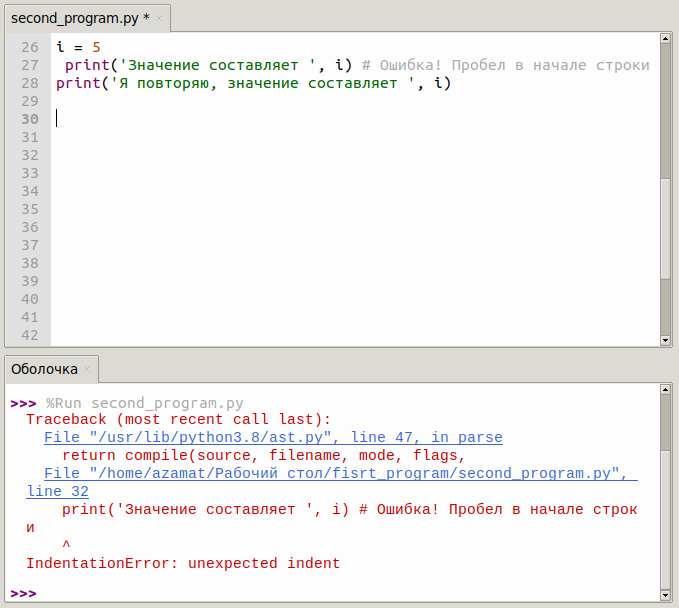 second_program.py * ×
26 i = 5
27  print('Значение составляет ', i) # Ошибка! Пробел в начале строки
28 print('Я повторяю, значение составляет ', i)
29
30
31
32
33
34
35
36
37
38
39
40
41
42
Оболочка ×
>>> %Run second_program.py
Traceback (most recent call last):
File "/usr/lib/python3.8/ast.py", line 47, in parse
return compile(source, filename, mode, flags,
File "/home/azamat/Рабочий стол/fisrt_program/second_program.py",
line 32
print('Значение составляет ', i) # Ошибка! Пробел в начале строк
и
^
IndentationError: unexpected indent
>>>